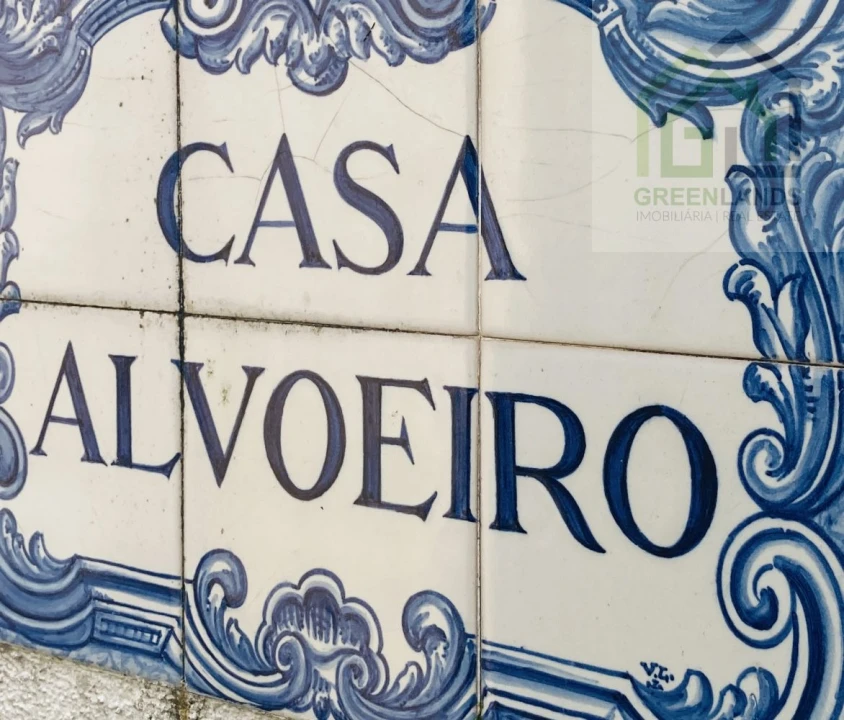 GREENLANDS
IMOBILIÁRIA | REAL ESTATE
CASA
ALVOEIRO
V.L.